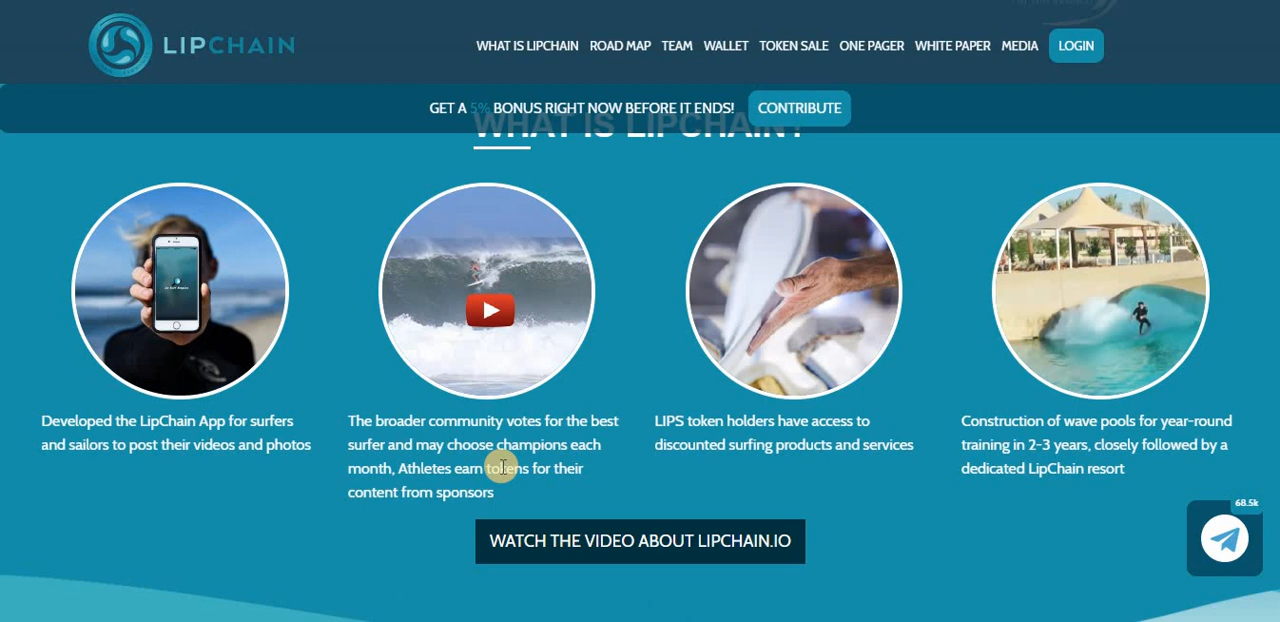 LIPCHAIN
WHAT IS LIPCHAIN ROAD MAP TEAM WALLET TOKEN SALE ONE PAGER WHITE PAPER MEDIA LOGIN
GET A 5% BONUS RIGHT NOW BEFORE IT ENDS! CONTRIBUTE
WHAT IS LIPCHAIN?
Developed the LipChain App for surfers
and sailors to post their videos and photos
The broader community votes for the best
surfer and may choose champions each
month, Athletes earn tokens for their
content from sponsors
LIPS token holders have access to
discounted surfing products and services
Construction of wave pools for year-round
training in 2-3 years, closely followed by a
dedicated LipChain resort
68.5k
WATCH THE VIDEO ABOUT LIPCHAIN.IO